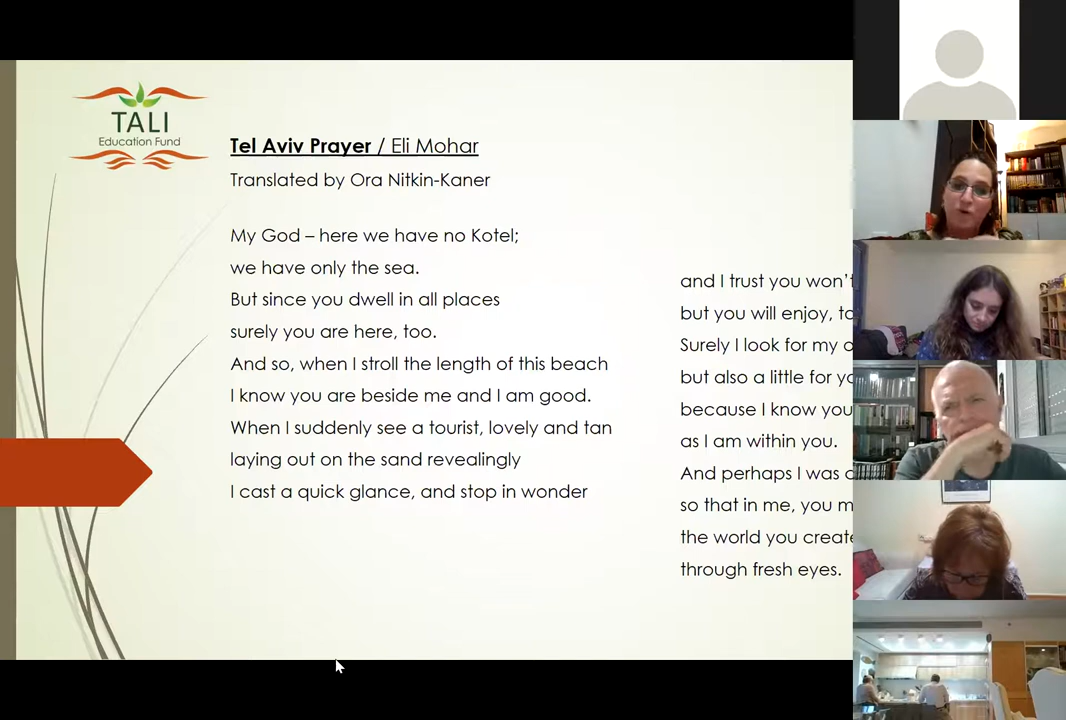 TALI
Education Fund
Tel Aviv Prayer / Eli Mohar
Translated by Ora Nitkin-Kaner
My God – here we have no Kotel;
we have only the sea.
But since you dwell in all places
surely you are here, too.
And so, when I stroll the length of this beach
I know you are beside me and I am good.
When I suddenly see a tourist, lovely and tan
laying out on the sand revealingly
I cast a quick glance, and stop in wonder
and I trust you won't
but you will enjoy,
Surely I look for my
but also a little for
because I know you
as I am within you.
And perhaps I was
so that in me, you
the world you create
through fresh eyes.